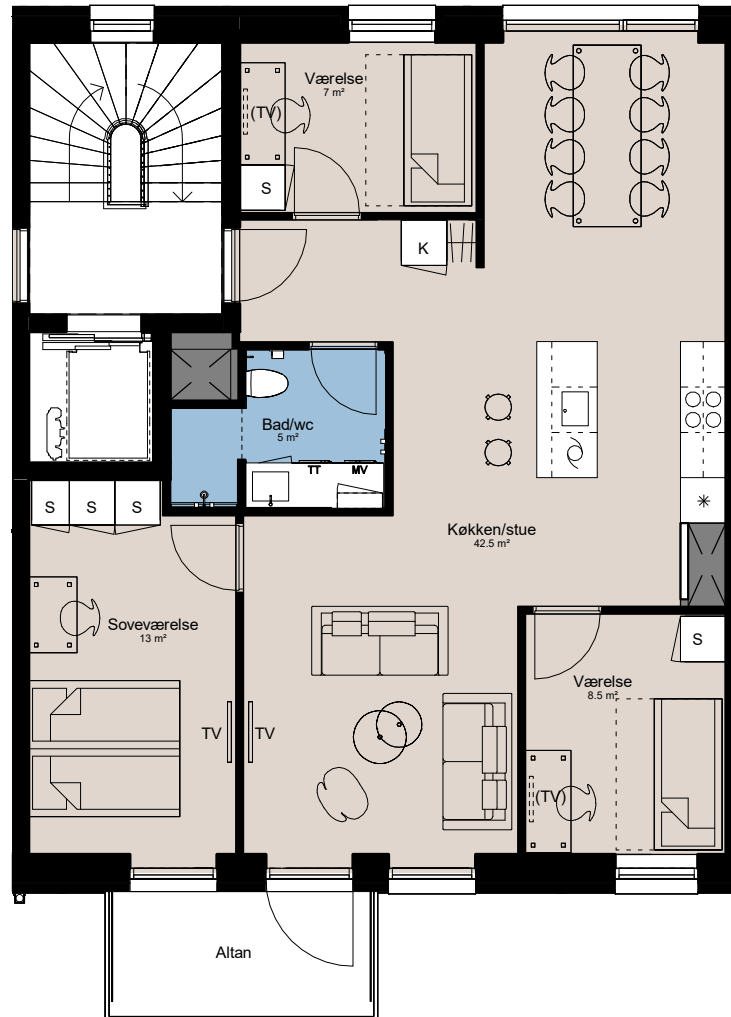 Værelse
7 m²
(TV)
S
K
Bad/wc
5 m²
TT
MV
S
S
S
Køkken/stue
42.5 m²
Soveværelse
13 m²
S
Værelse
8.5 m²
TV
TV
(TV)
Altan